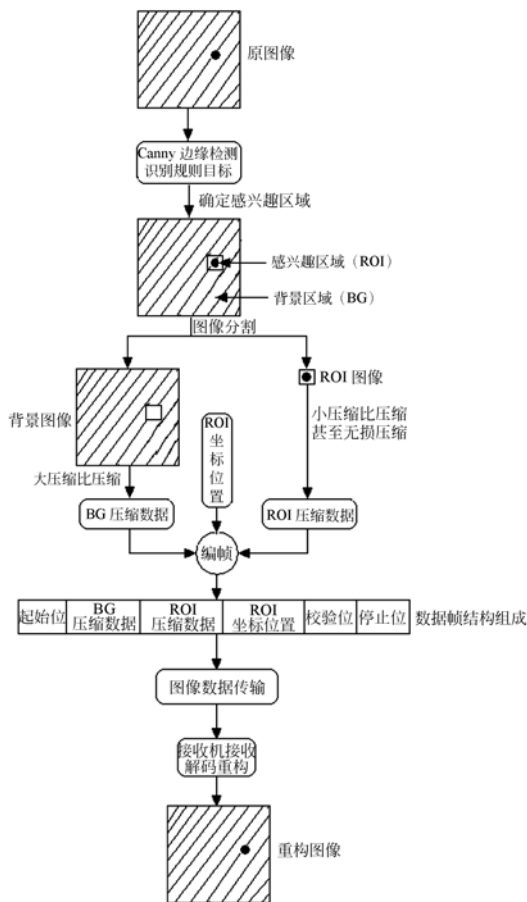 原图像
Canny 边缘检测
识别规则目标
确定感兴趣区域
感兴趣区域（ROI）
背景区域（BG）
图像分割
ROI 图像
背景图像
小压缩比压缩
甚至无损压缩
ROI
坐
标
位
置
大压缩比压缩
BG 压缩数据
ROI 压缩数据
编帧
起始位
BG
压缩数据
ROI
压缩数据
ROI
坐标位置
校验位
停止位
数据帧结构组成
图像数据传输
接收机接收
解码重构
重构图像